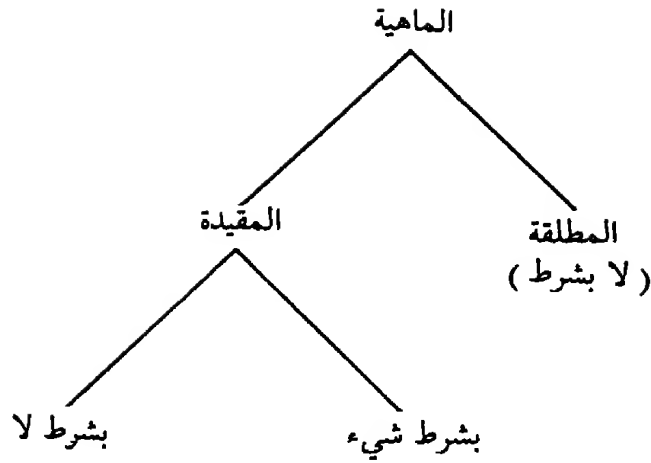 الماهية
المطلقة
( لا بشرط )
المقيدة
بشرط شيء
بشرط لا